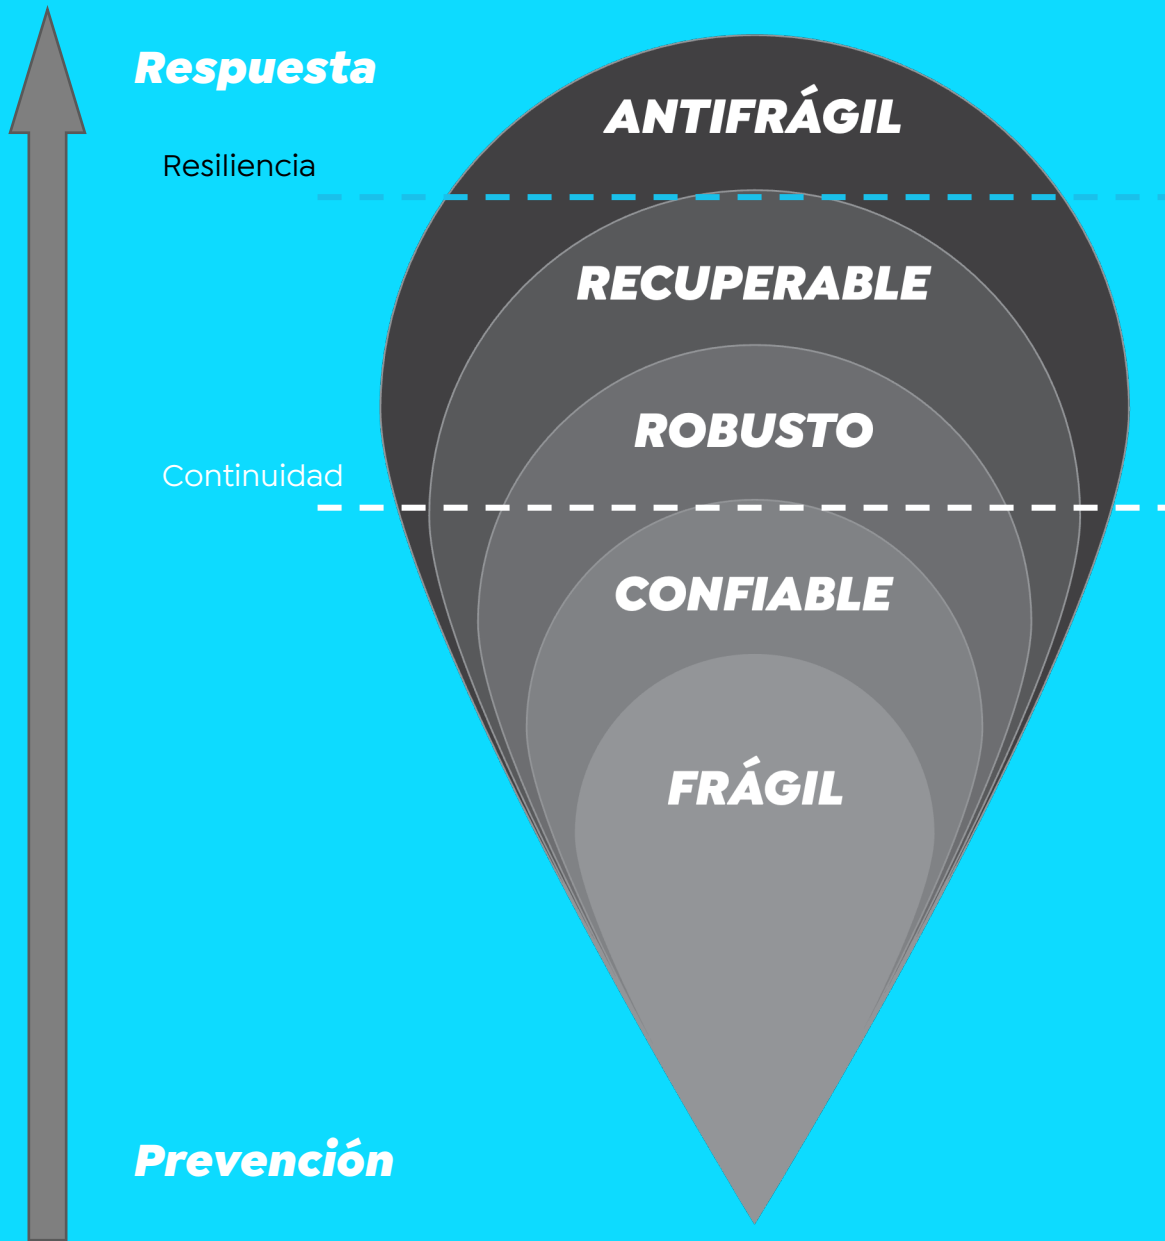 Respuesta
ANTIFRÁGIL
Resiliencia
RECUPERABLE
ROBUSTO
Continuidad
CONFIABLE
FRÁGIL
Prevención